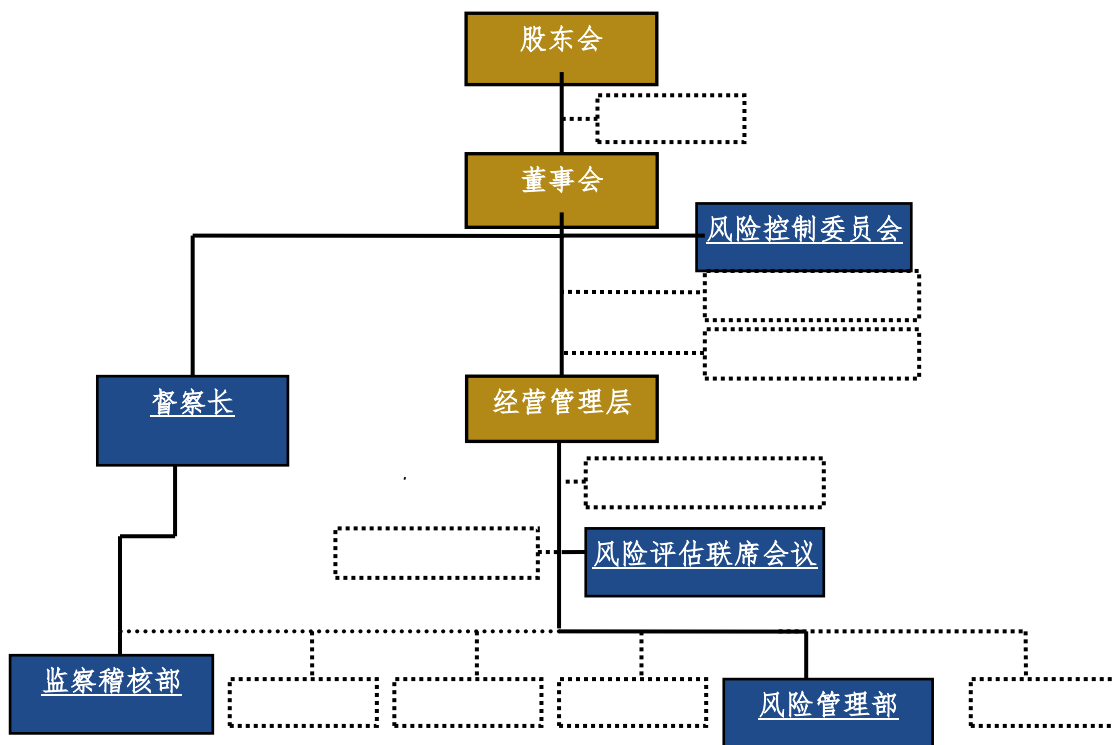 股东会
董事会
风险控制委员会
督察长
经营管理层
风险评估联席会议
监察稽核部
风险管理部